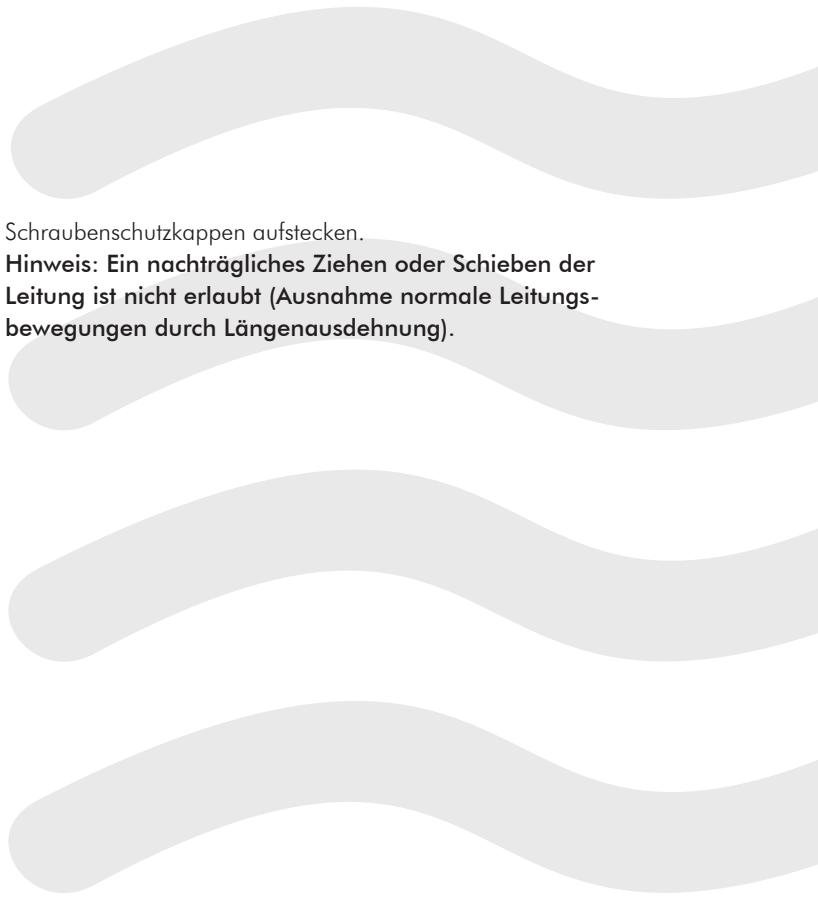 Schraubenschutzkappen aufstecken.
Hinweis: Ein nachträgliches Ziehen oder Schieben der
Leitung ist nicht erlaubt (Ausnahme normale Leitungs-
bewegungen durch Längenausdehnung).